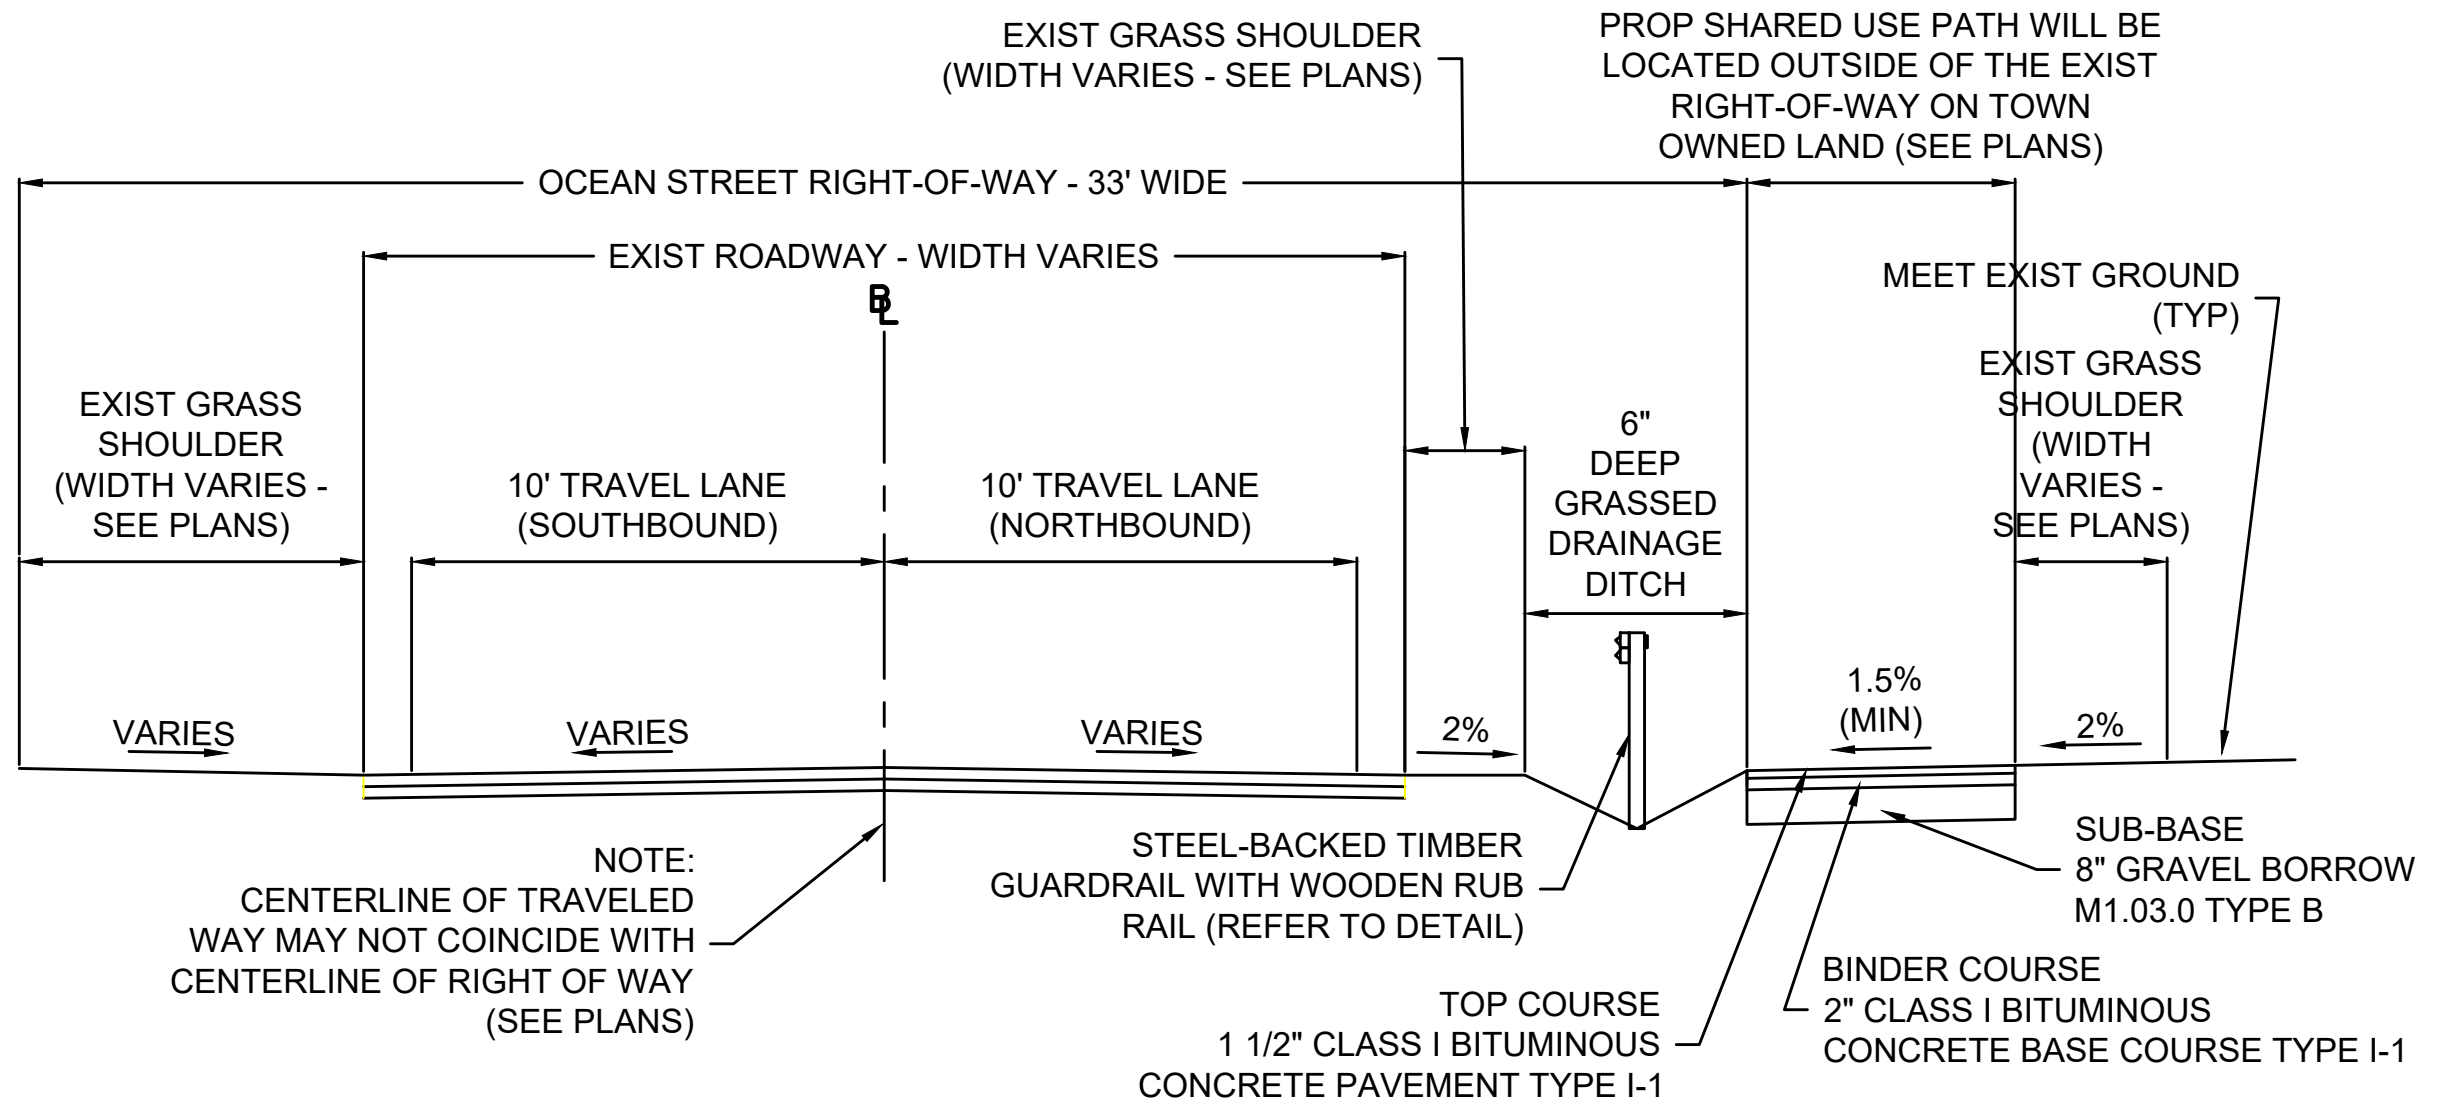 EXIST GRASS SHOULDER
(WIDTH VARIES - SEE PLANS)
PROP SHARED USE PATH WILL BE
LOCATED OUTSIDE OF THE EXIST
RIGHT-OF-WAY ON TOWN
OWNED LAND (SEE PLANS)
OCEAN STREET RIGHT-OF-WAY - 33' WIDE
EXIST ROADWAY - WIDTH VARIES
BL
MEET EXIST GROUND
(TYP)
EXIST GRASS
SHOULDER
(WIDTH VARIES -
SEE PLANS)
10' TRAVEL LANE
(SOUTHBOUND)
10' TRAVEL LANE
(NORTHBOUND)
6"
DEEP
GRASSED
DRAINAGE
DITCH
EXIST GRASS
SHOULDER
(WIDTH
VARIES -
SEE PLANS)
VARIES
VARIES
VARIES
2%
1.5%
(MIN)
2%
NOTE:
CENTERLINE OF TRAVELED
WAY MAY NOT COINCIDE WITH
CENTERLINE OF RIGHT OF WAY
(SEE PLANS)
STEEL-BACKED TIMBER
GUARDRAIL WITH WOODEN RUB
RAIL (REFER TO DETAIL)
SUB-BASE
8" GRAVEL BORROW
M1.03.0 TYPE B
TOP COURSE
1 1/2" CLASS I BITUMINOUS
CONCRETE PAVEMENT TYPE I-1
BINDER COURSE
2" CLASS I BITUMINOUS
CONCRETE BASE COURSE TYPE I-1